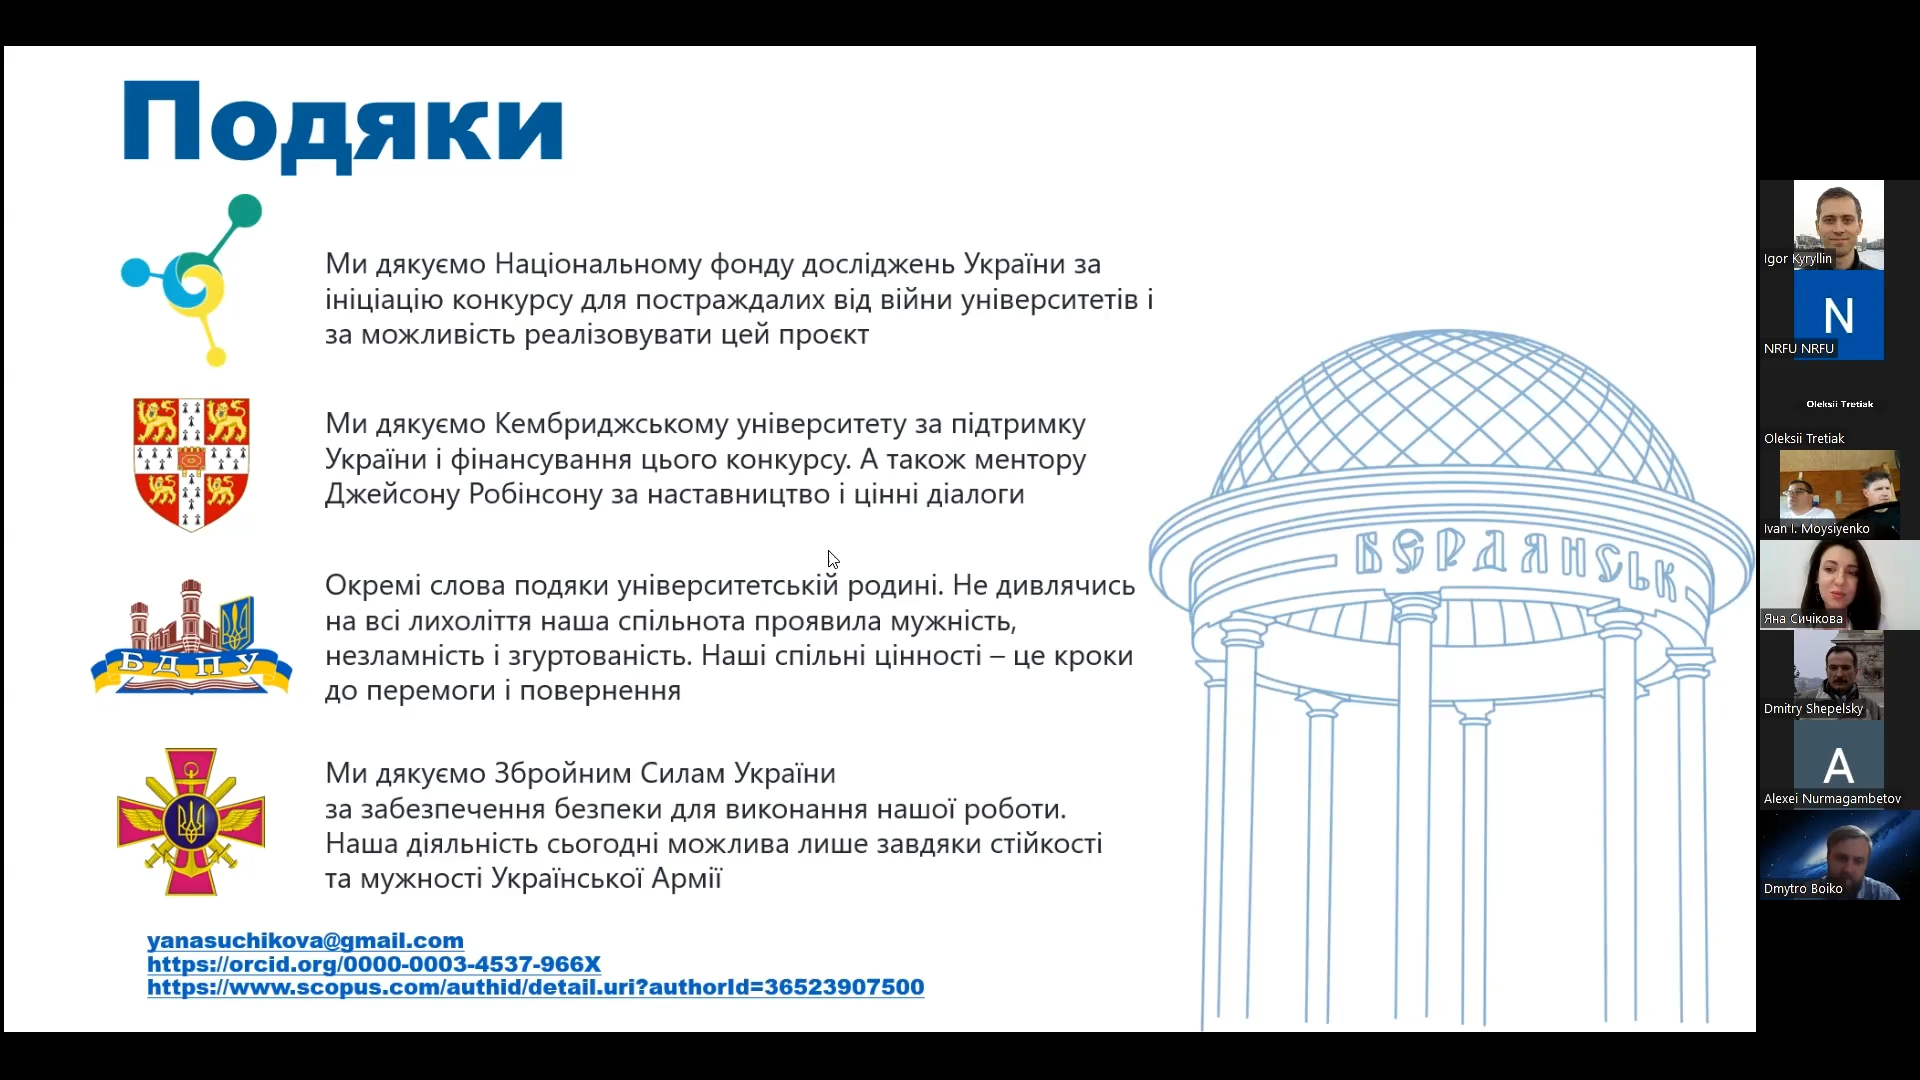 Подяки
Ми дякуємо Національному фонду досліджень України за
ініціацію конкурсу для постраждалих від війни університетів і
за можливість реалізовувати цей проєкт
Ми дякуємо Кембриджському університету за підтримку
України і фінансування цього конкурсу. А також ментору
Джейсону Робінсону за наставництво і цінні діалоги
БДПУ
Окремі слова подяки університетській родині. Не дивлячись
на всі лихоліття наша спільнота проявила мужність,
незламність і згуртованість. Наші спільні цінності – це кроки
до перемоги і повернення
Ми дякуємо Збройним Силам України
за забезпечення безпеки для виконання нашої роботи.
Наша діяльність сьогодні можлива лише завдяки стійкості
та мужності Української Армії
yanasuchikova@gmail.com
https://orcid.org/0000-0003-4537-966X
https://www.scopus.com/authid/detail.uri?authorId=36523907500
БЕРДЯНСЬК
Igor Kyryllin
N
NRFU NRFU
Oleksii Tretiak
Oleksii Tretiak
Ivan I. Moysiyenko
Яна Сичікова
Dmitry Shepelsky
A
Alexei Nurmagambetov
Dmytro Boiko